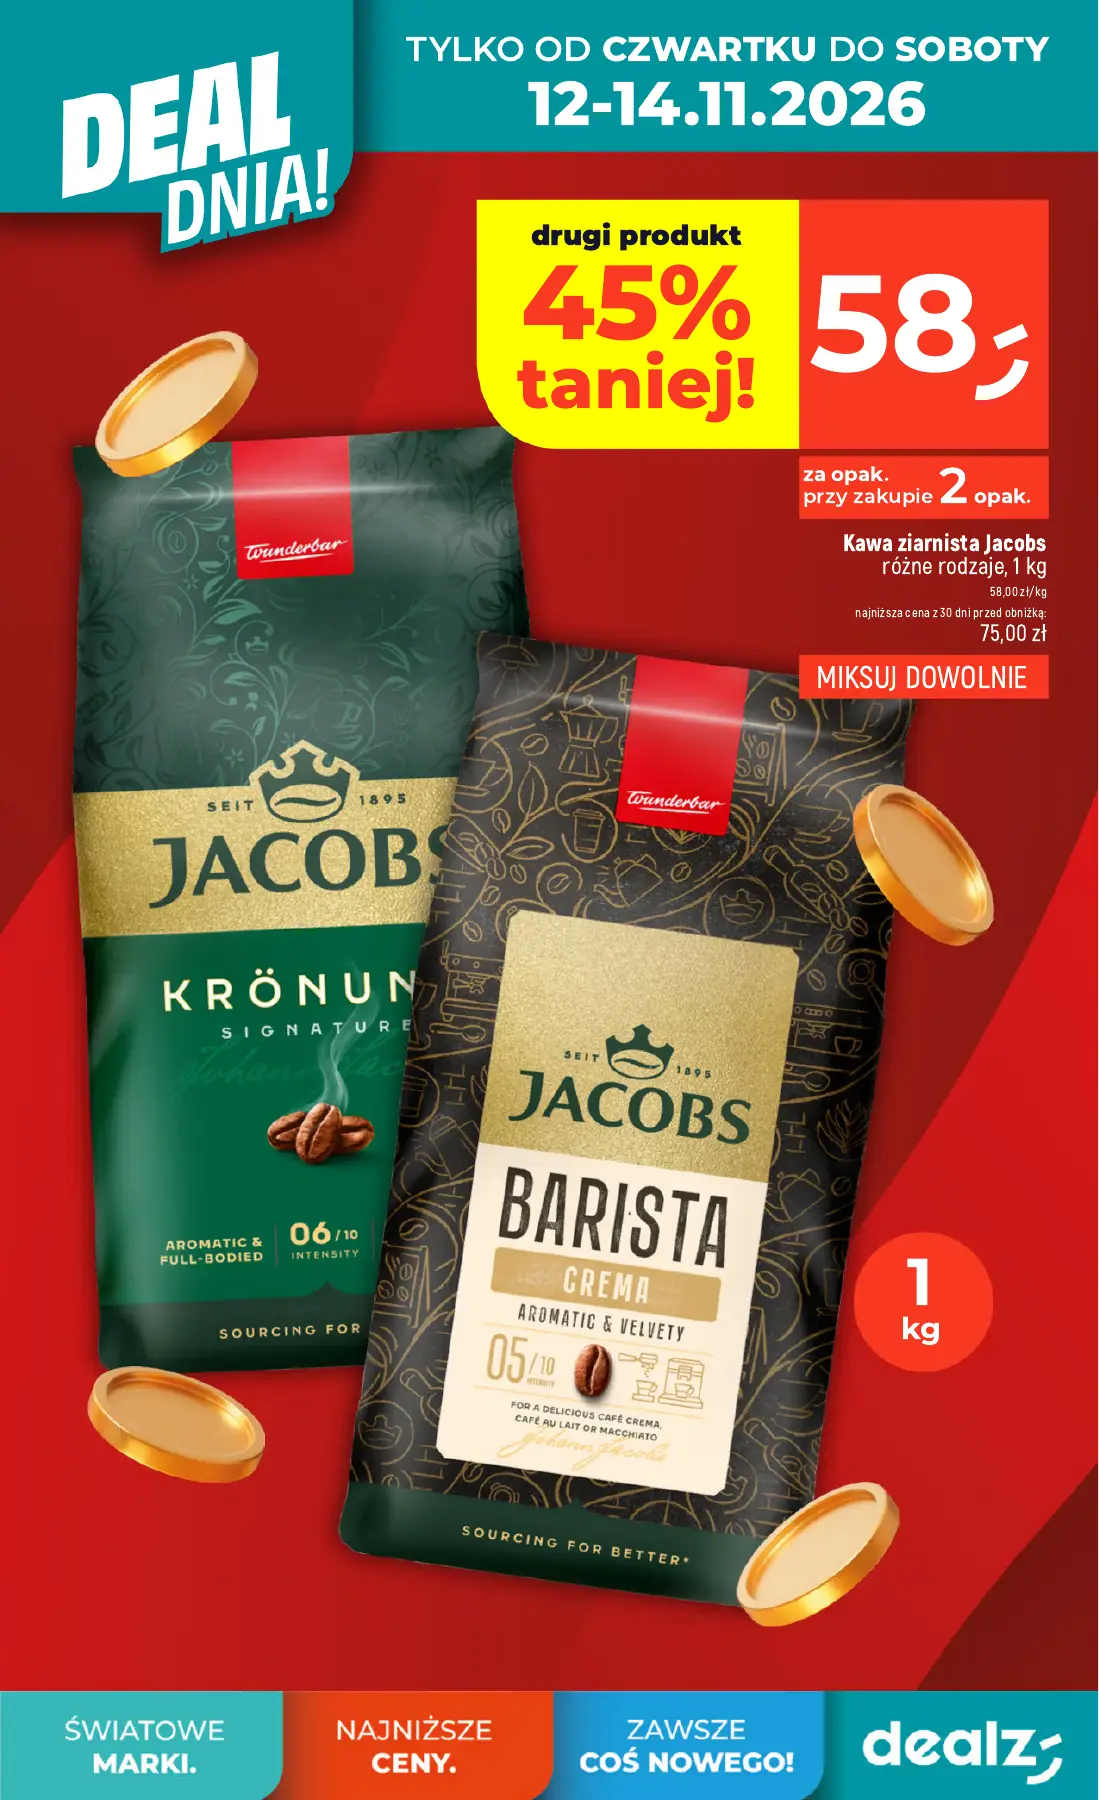 DEAL
DNIA!
TYLKO OD CZWARTKU DO SOBOTY
12-14.11.2026
drugi produkt
45%
taniej!
58,-
za opak.
przy zakupie 2 opak.
Kawa ziarnista Jacobs
różne rodzaje, 1 kg
58,00 zł/kg
najniższa cena z 30 dni przed obniżką:
75,00 zł
MIKSUJ DOWOLNIE
Wunderbar
SEIT 1895
JACOBS
KRÖNUN
SIGNATURE
AROMATIC &
FULL-BODIED
06/10
INTENSITY
SOURCING FOR
Wunderbar
SEIT 1895
JACOBS
BARISTA
CREMA
AROMATIC & VELVETY
05/10
INTENSITY
FOR A DELICIOUS CAFÉ CREMA,
CAFÉ AU LAIT OR MACCHIATO
Johann Jacobs
SOURCING FOR BETTER*
1
kg
ŚWIATOWE
MARKI.
NAJNIŻSZE
CENY.
ZAWSZE
COŚ NOWEGO!
dealz